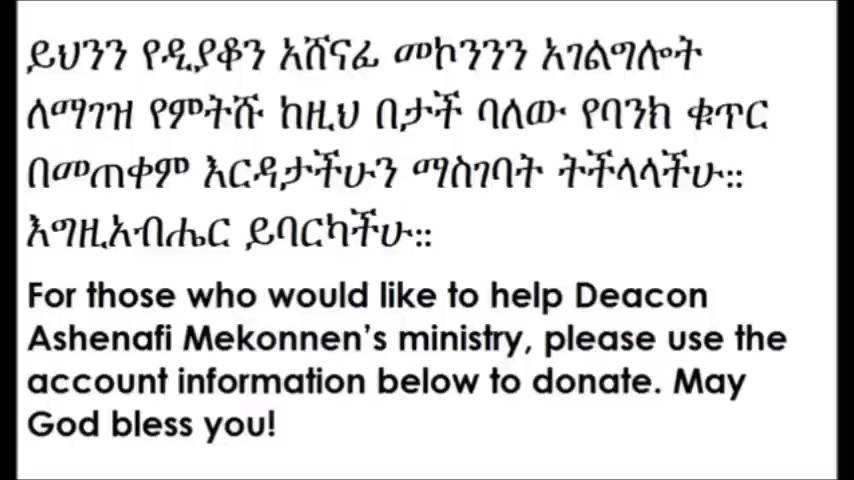 ይህንን የዲያቆን አሸናፊ መኮንንን አገልግሎት
ለማገዝ የምትሹ ከዚህ በታች ባለው የባንክ ቁጥር
በመጠቀም እርዳታችሁን ማስገባት ትችላላችሁ።
እግዚአብሔር ይባርካችሁ።
For those who would like to help Deacon
Ashenafi Mekonnen’s ministry, please use the
account information below to donate. May
God bless you!